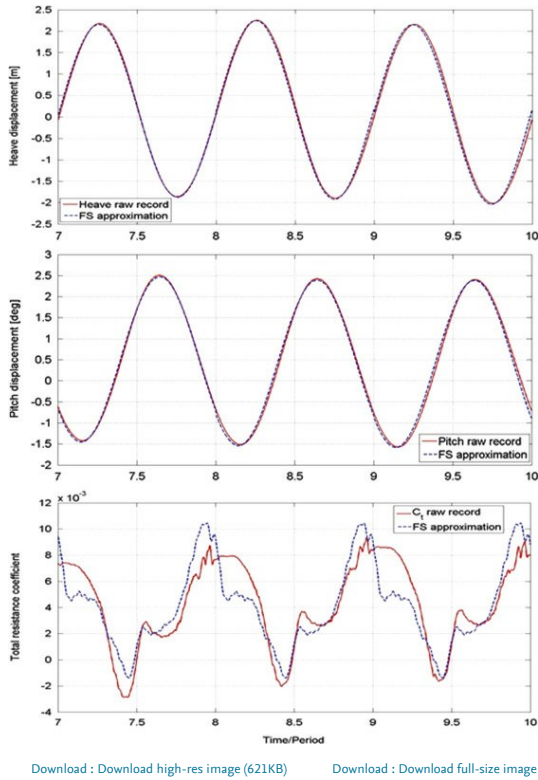 2.5
2
1.5
1
0.5
0
-0.5
-1
-1.5
-2
-2.5
Heave displacement [m]
Heave raw record
FS approximation
7 7.5 8 8.5 9 9.5 10
3
2.5
2
1.5
1
0.5
0
-0.5
-1
-1.5
-2
Pitch displacement [deg]
Pitch raw record
FS approximation
7 7.5 8 8.5 9 9.5 10
x 10⁻³
12
10
8
6
4
2
0
-2
-4
Total resistance coefficient
Cₜ raw record
FS approximation
7 7.5 8 8.5 9 9.5 10
Time/Period
Download : Download high-res image (621KB) Download : Download full-size image